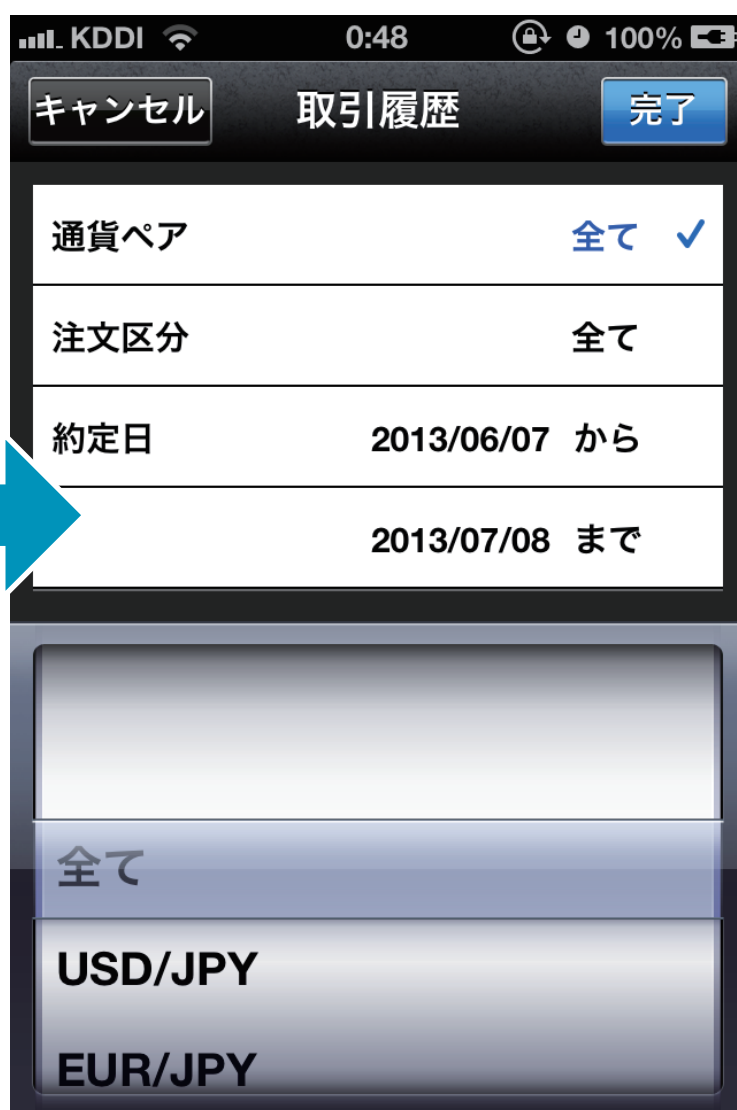 KDDI 0:48 100%
キャンセル 取引履歴 完了
通貨ペア 全て
注文区分 全て
約定日 2013/06/07 から
2013/07/08 まで
全て
USD/JPY
EUR/JPY